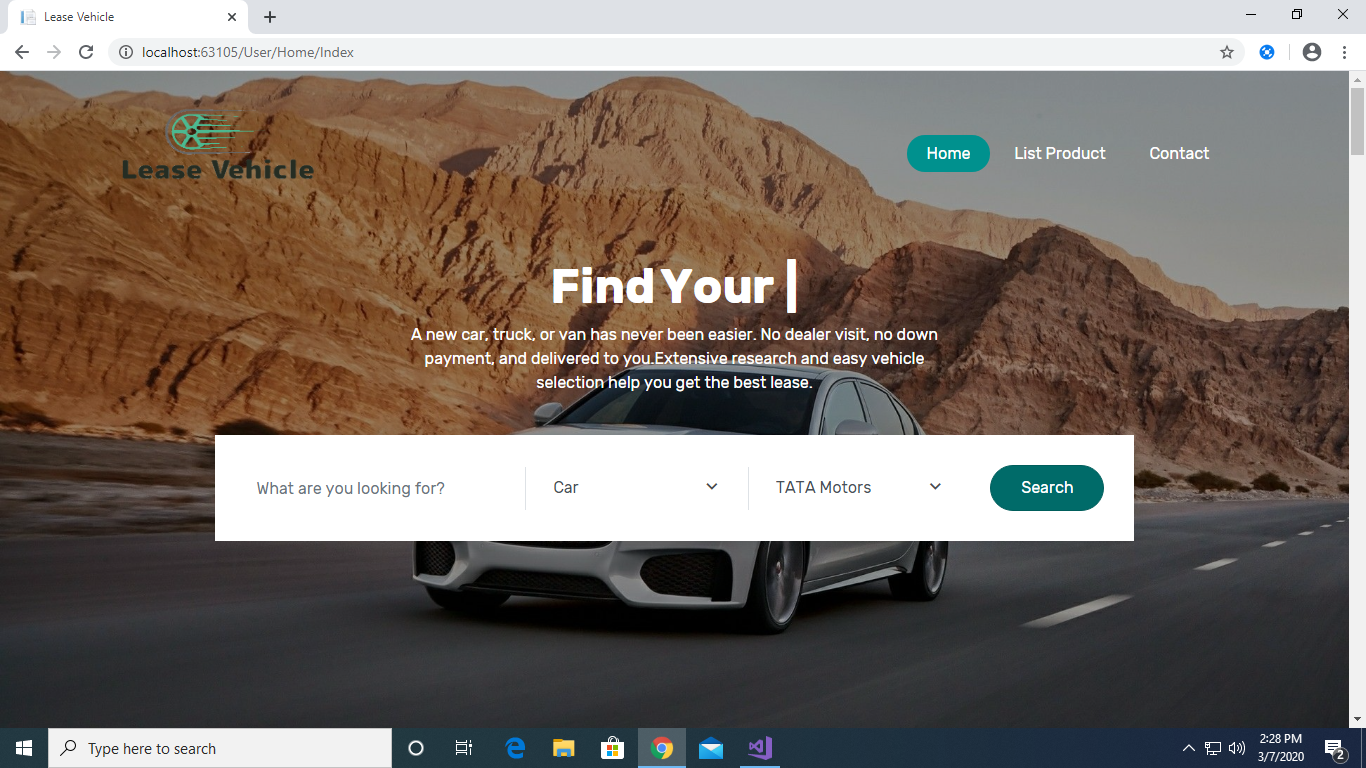 Lease Vehicle
localhost:63105/User/Home/Index
Lease Vehicle
Home
List Product
Contact
Find Your
A new car, truck, or van has never been easier. No dealer visit, no down
payment, and delivered to you.Extensive research and easy vehicle
selection help you get the best lease.
What are you looking for?
Car
TATA Motors
Search
Type here to search
2:28 PM
3/7/2020
2